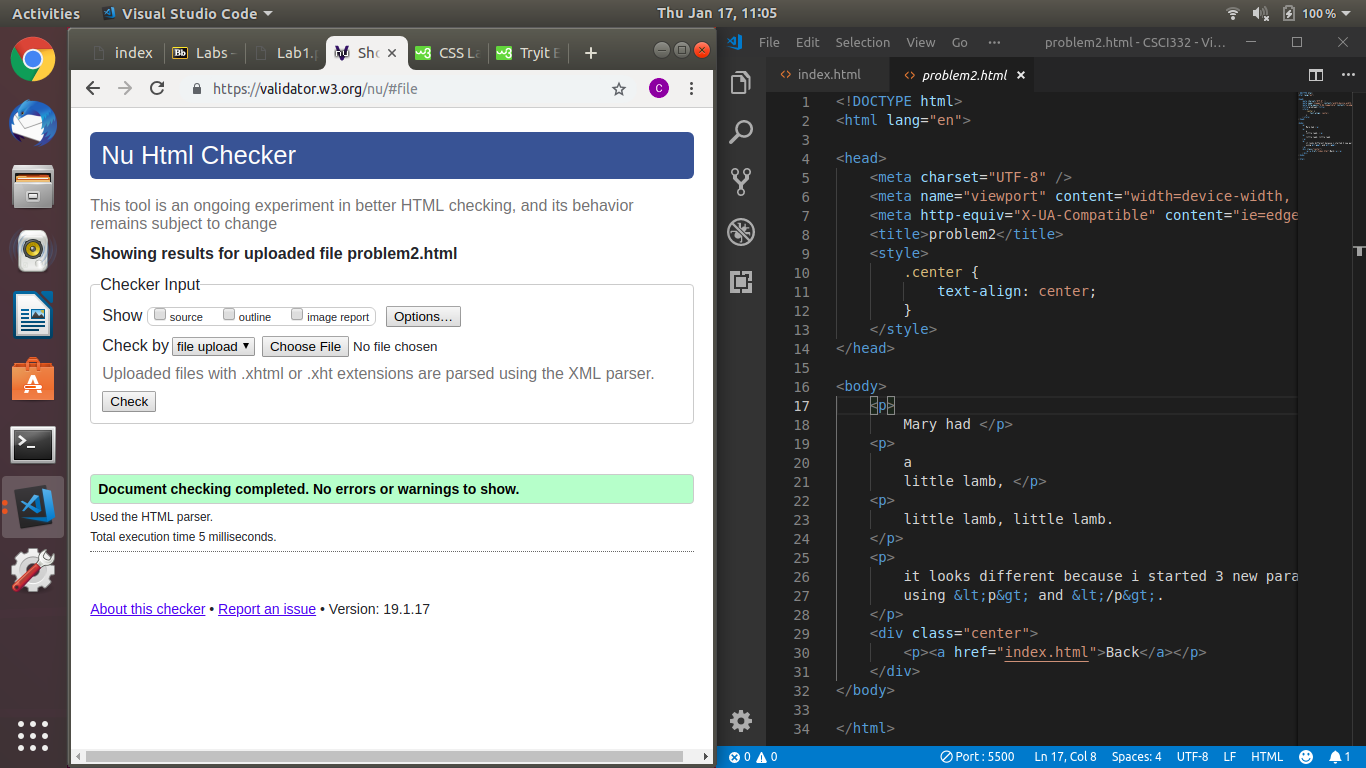 Activities Visual Studio Code Thu Jan 17, 11:05 100 %
index Bb Labs - Lab1. nu Sho CSS La Tryit E
https://validator.w3.org/nu/#file C
Nu Html Checker
This tool is an ongoing experiment in better HTML checking, and its behavior
remains subject to change
Showing results for uploaded file problem2.html
Checker Input
Show source outline image report Options...
Check by file upload Choose File No file chosen
Uploaded files with .xhtml or .xht extensions are parsed using the XML parser.
Check
Document checking completed. No errors or warnings to show.
Used the HTML parser.
Total execution time 5 milliseconds.
About this checker • Report an issue • Version: 19.1.17
File Edit Selection View Go ··· problem2.html - CSCI332 - Vi...
index.html problem2.html
1 <!DOCTYPE html>
2 <html lang="en">
3
4 <head>
5 <meta charset="UTF-8" />
6 <meta name="viewport" content="width=device-width,
7 <meta http-equiv="X-UA-Compatible" content="ie=edge
8 <title>problem2</title>
9 <style>
10 .center {
11 text-align: center;
12 }
13 </style>
14 </head>
15
16 <body>
17 <p>
18 Mary had </p>
19 <p>
20 a
21 little lamb, </p>
22 <p>
23 little lamb, little lamb.
24 </p>
25 <p>
26 it looks different because i started 3 new para
27 using &lt;p&gt; and &lt;/p&gt;.
28 </p>
29 <div class="center">
30 <p><a href="index.html">Back</a></p>
31 </div>
32 </body>
33
34 </html>
0 0 Port : 5500 Ln 17, Col 8 Spaces: 4 UTF-8 LF HTML 1